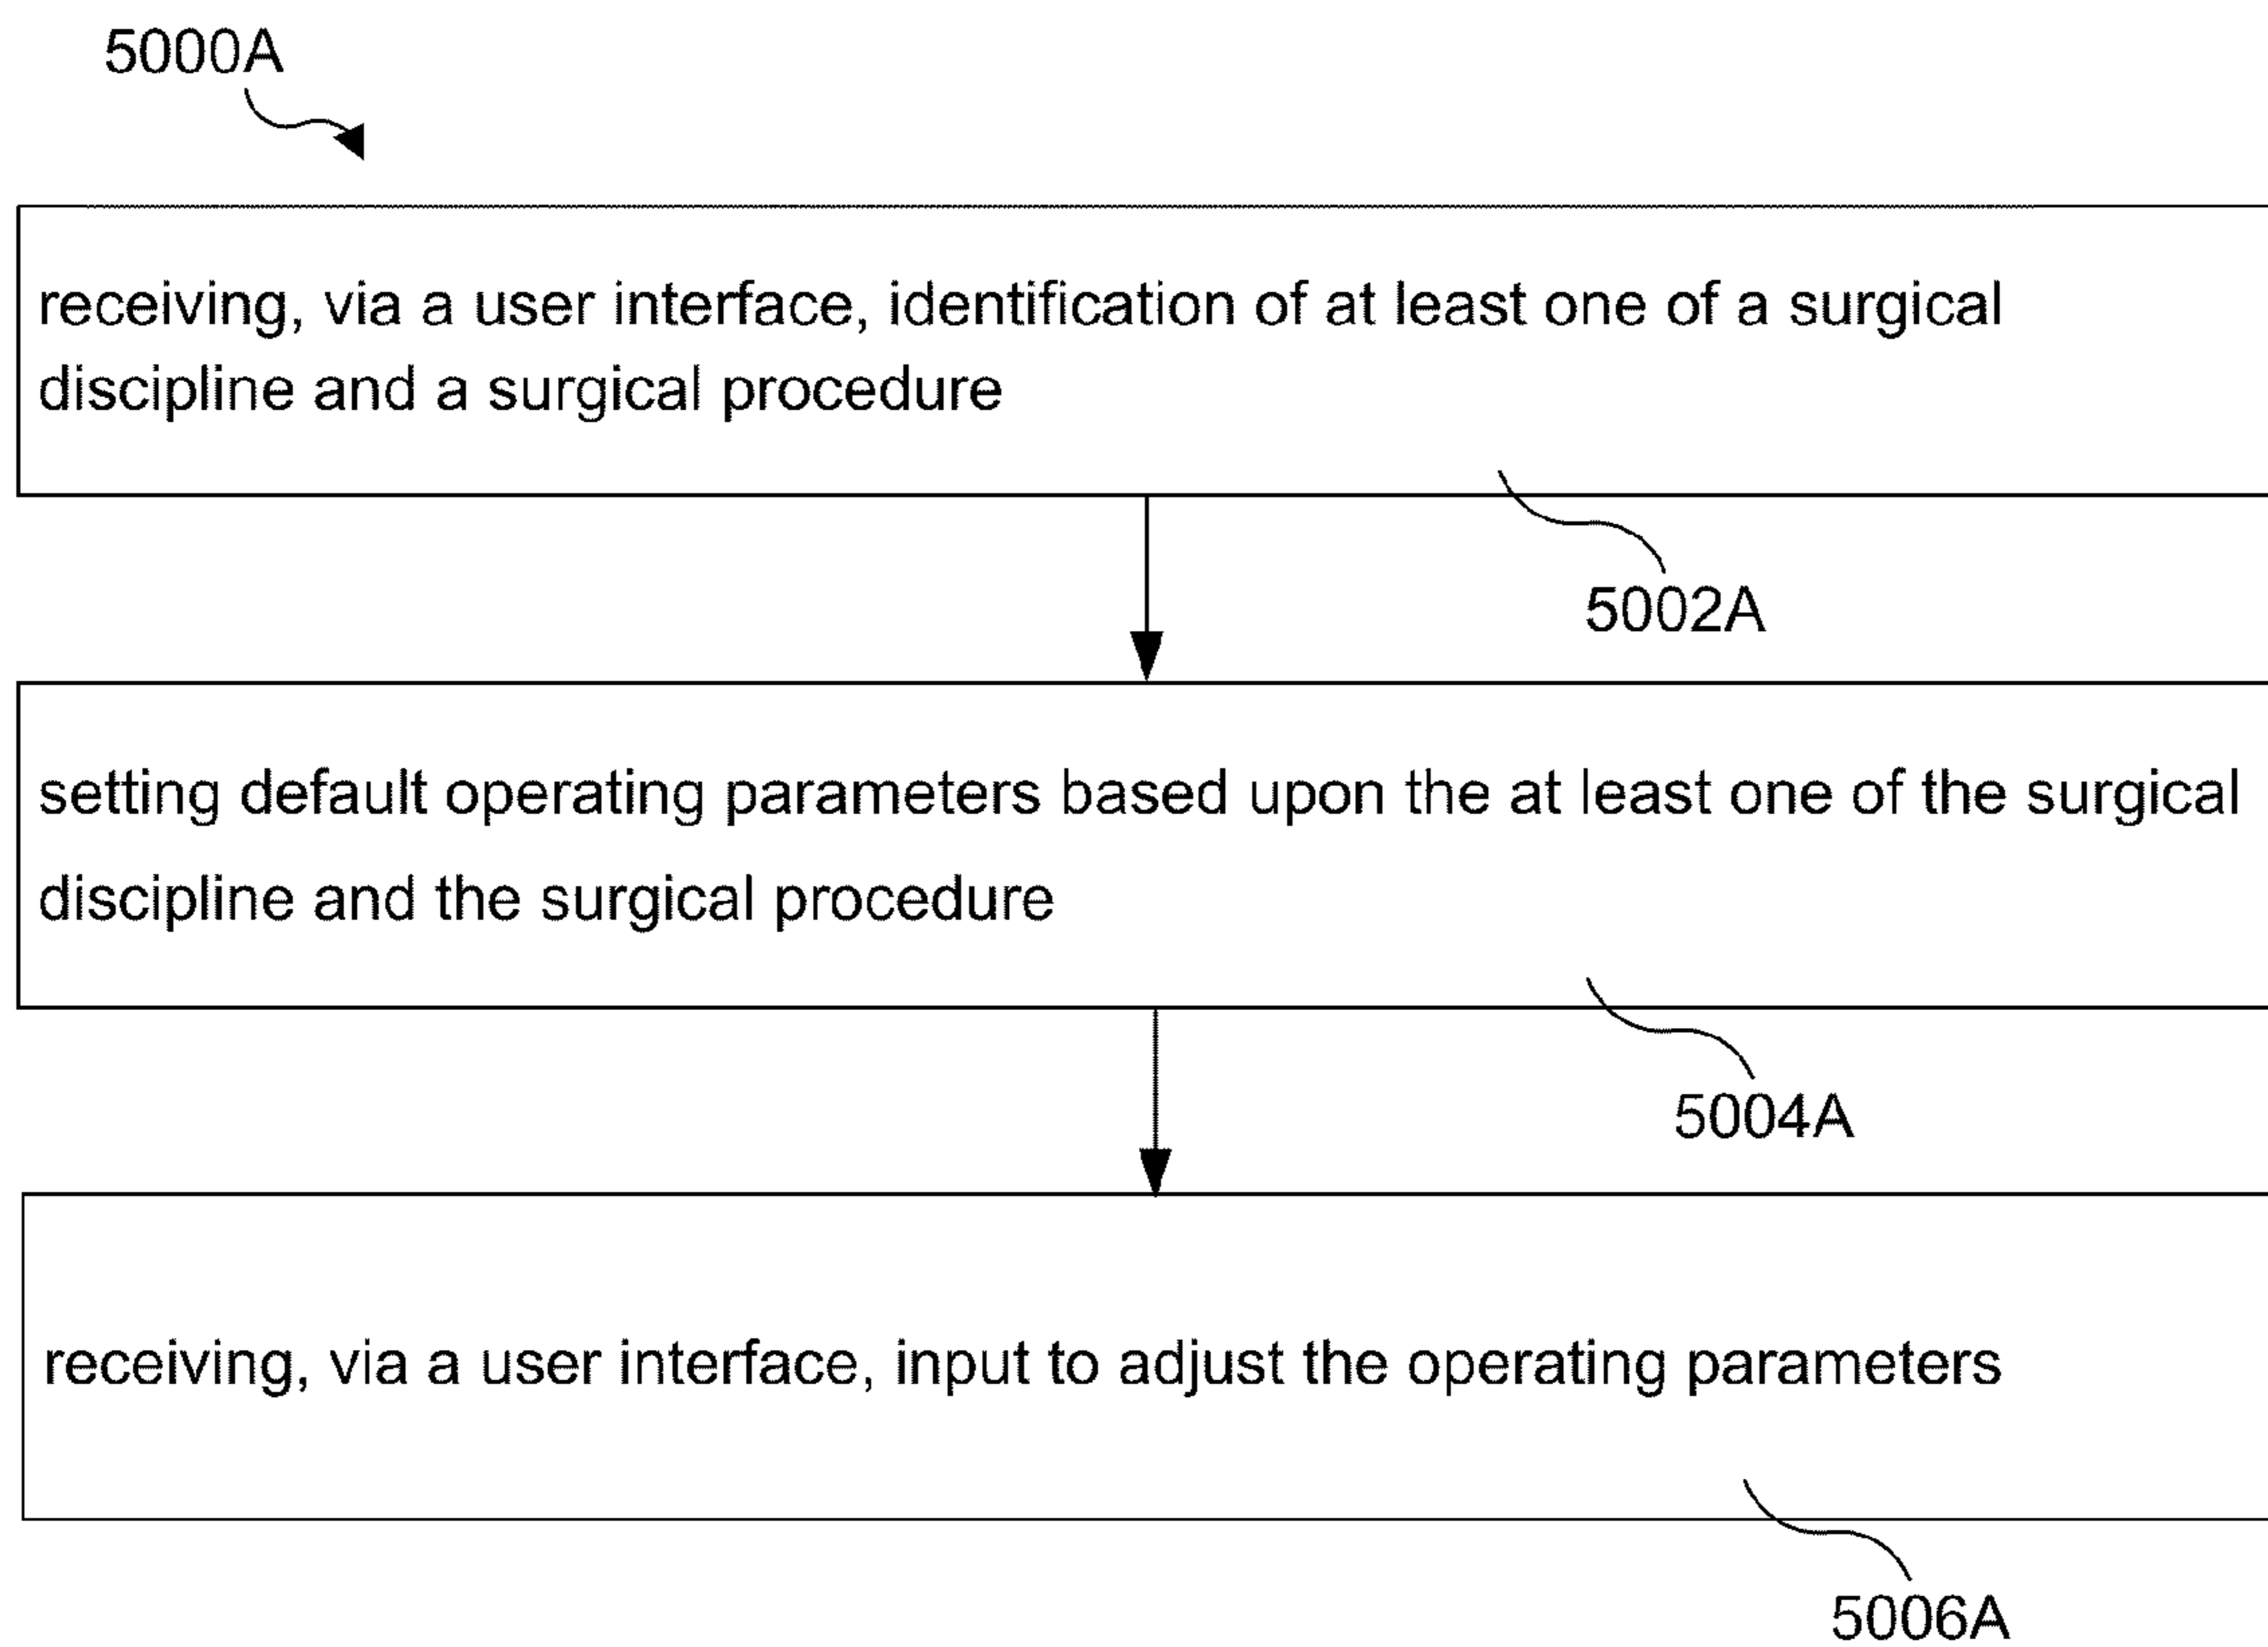 5000A
receiving, via a user interface, identification of at least one of a surgical
discipline and a surgical procedure
5002A
setting default operating parameters based upon the at least one of the surgical
discipline and the surgical procedure
5004A
receiving, via a user interface, input to adjust the operating parameters
5006A